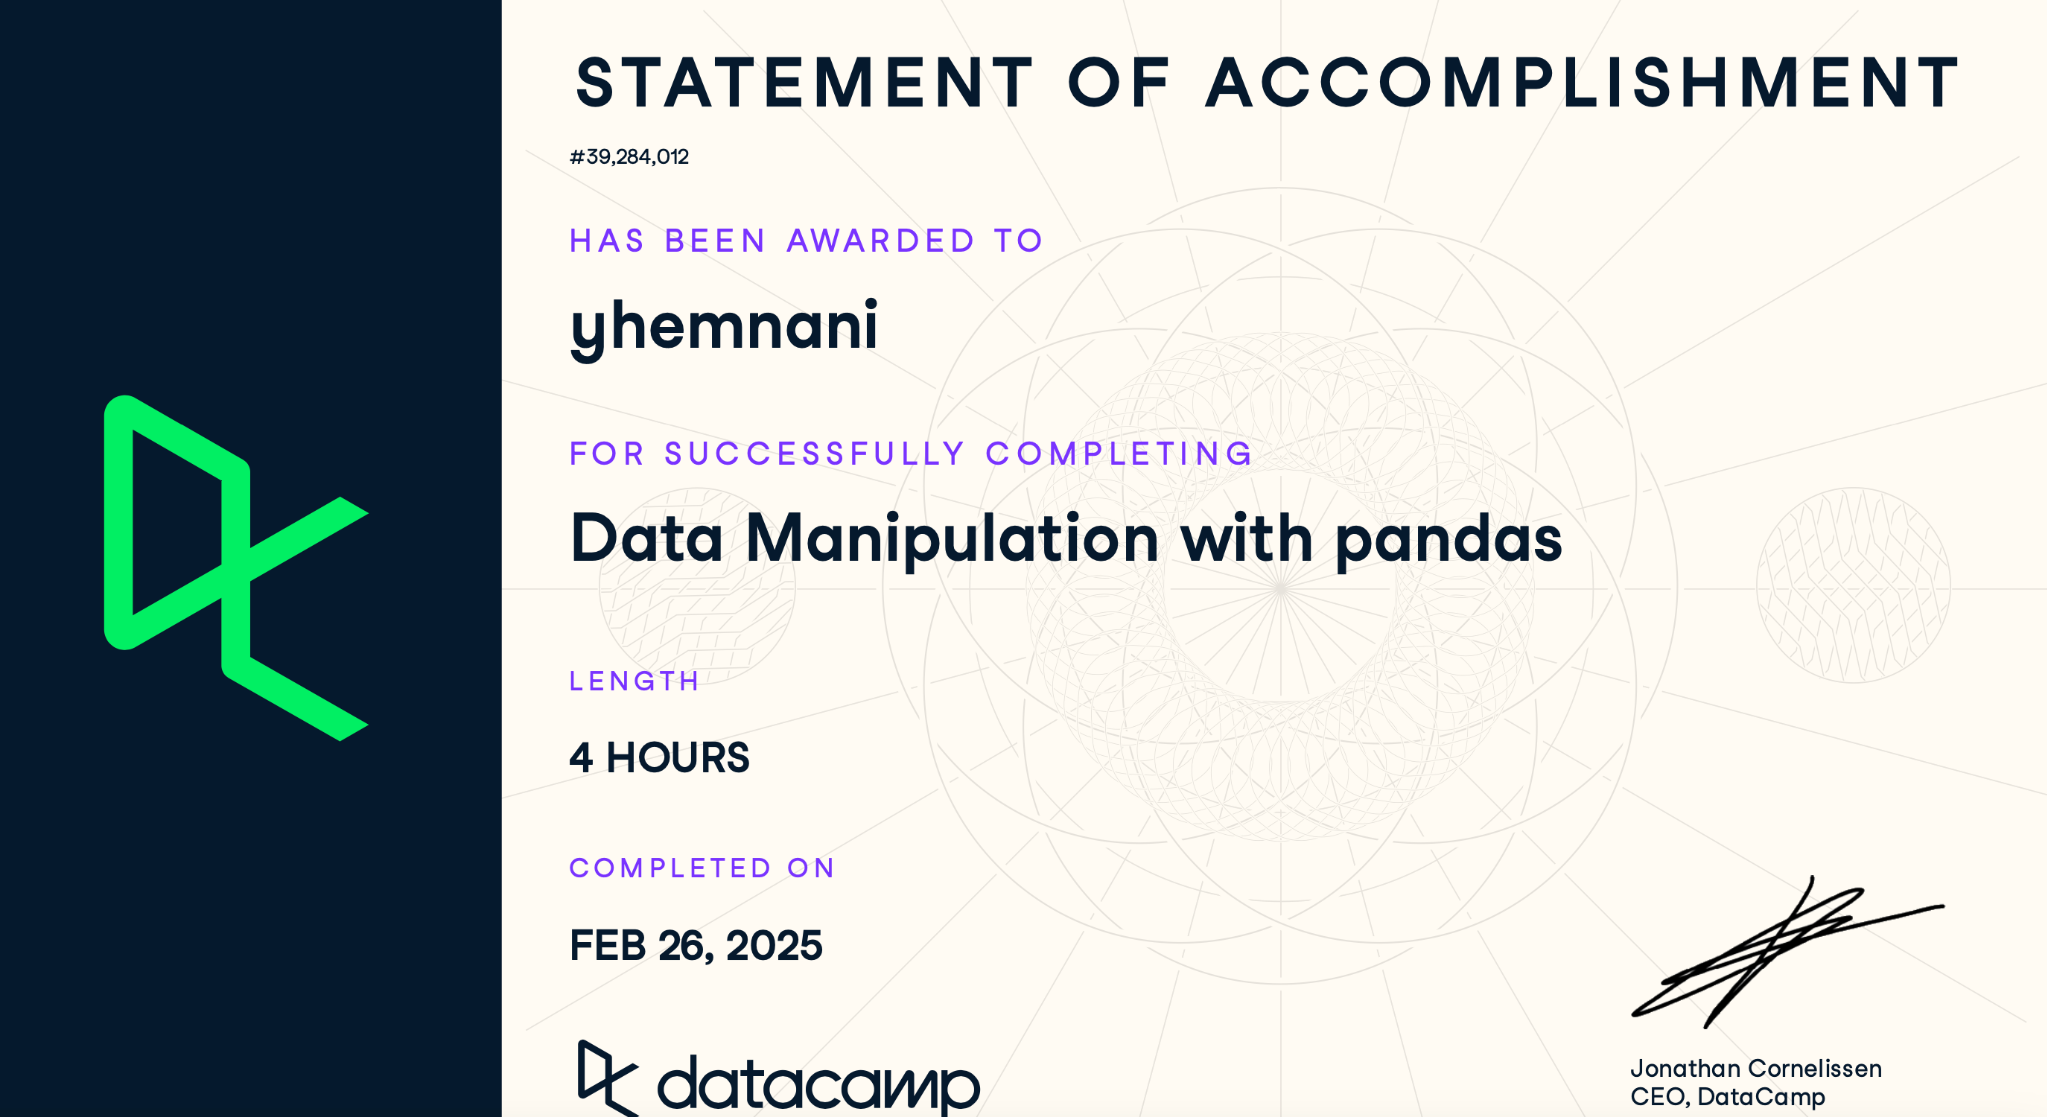 STATEMENT OF ACCOMPLISHMENT
#39,284,012
HAS BEEN AWARDED TO
yhemnani
FOR SUCCESSFULLY COMPLETING
Data Manipulation with pandas
LENGTH
4 HOURS
COMPLETED ON
FEB 26, 2025
datacamp
Jonathan Cornelissen
CEO, DataCamp